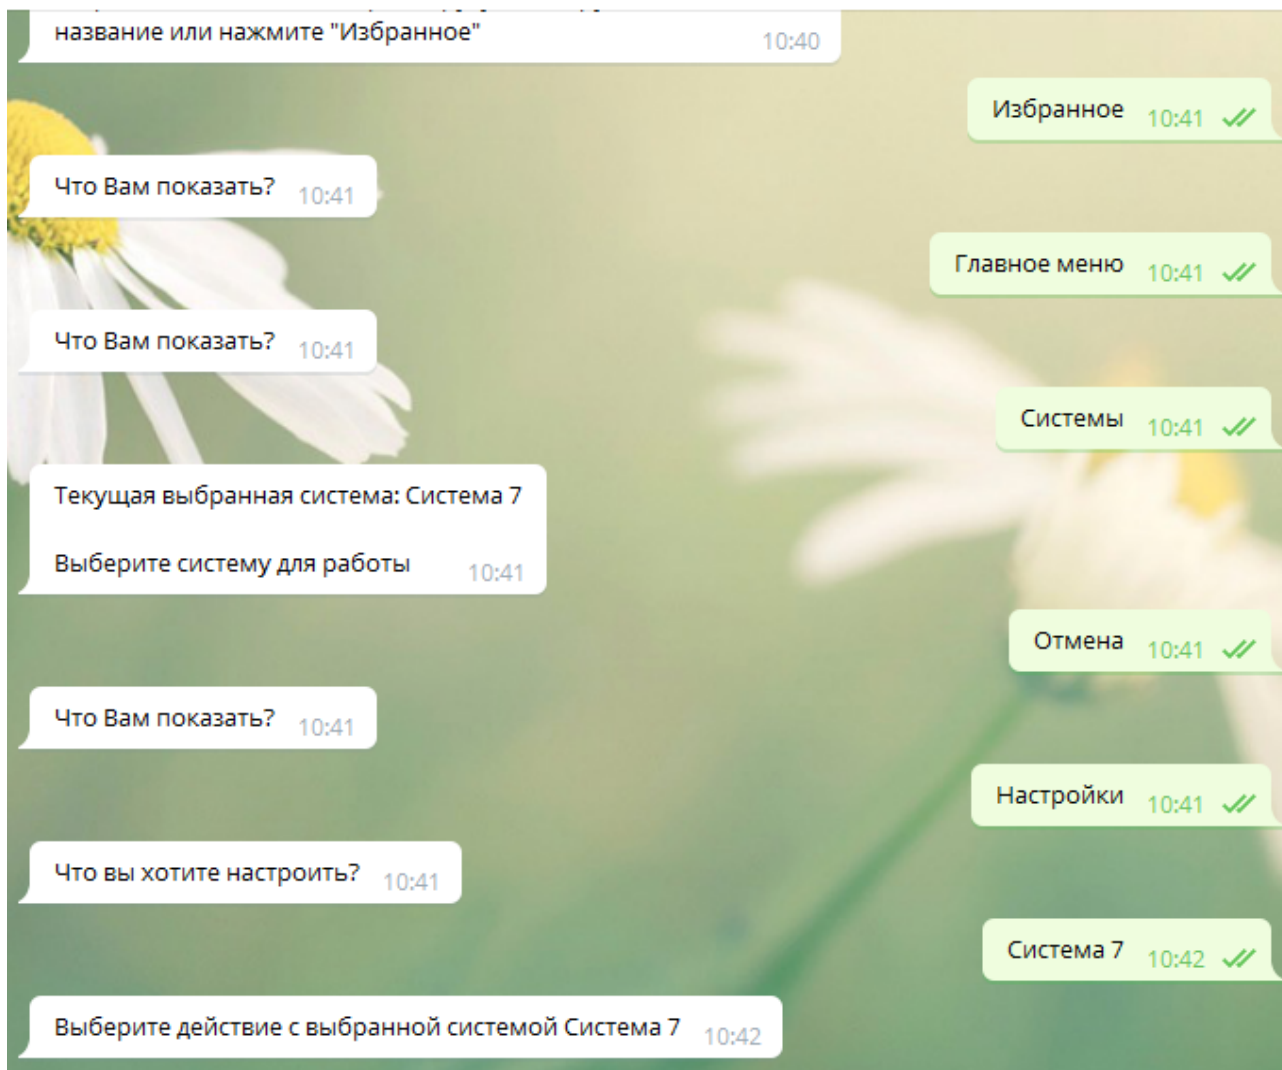 название или нажмите "Избранное"
10:40
Избранное
10:41
Что Вам показать?
10:41
Главное меню
10:41
Что Вам показать?
10:41
Системы
10:41
Текущая выбранная система: Система 7
Выберите систему для работы
10:41
Отмена
10:41
Что Вам показать?
10:41
Настройки
10:41
Что вы хотите настроить?
10:41
Система 7
10:42
Выберите действие с выбранной системой Система 7
10:42